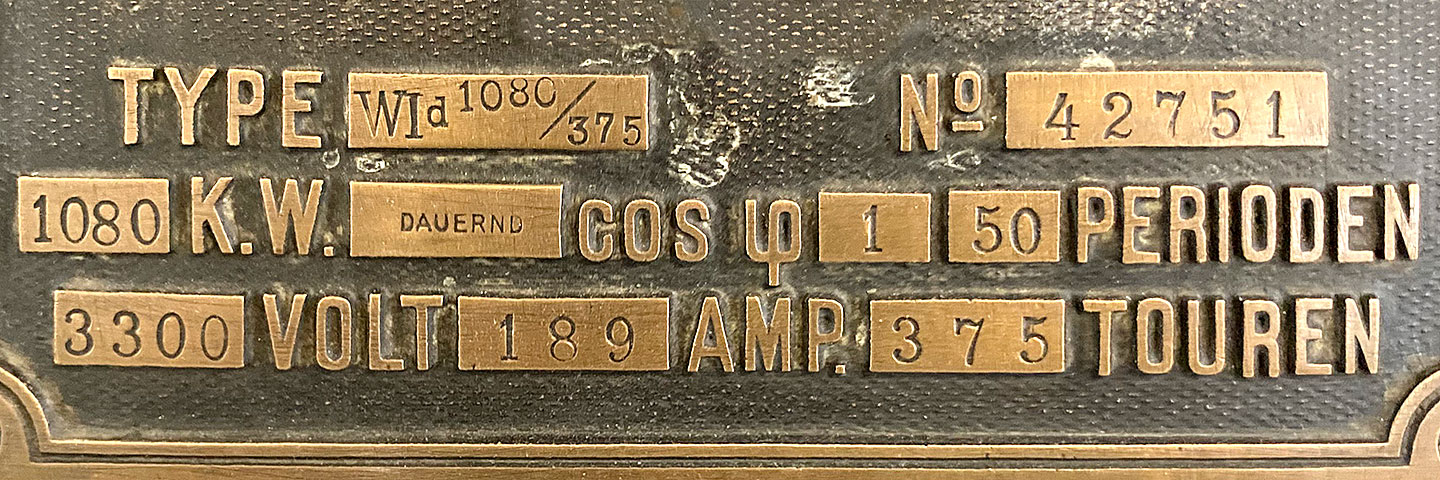 TYPE WId 1080/375 No 42751
1080 K.W. DAUERND COS φ 1 50 PERIODEN
3300 VOLT 189 AMP. 375 TOUREN